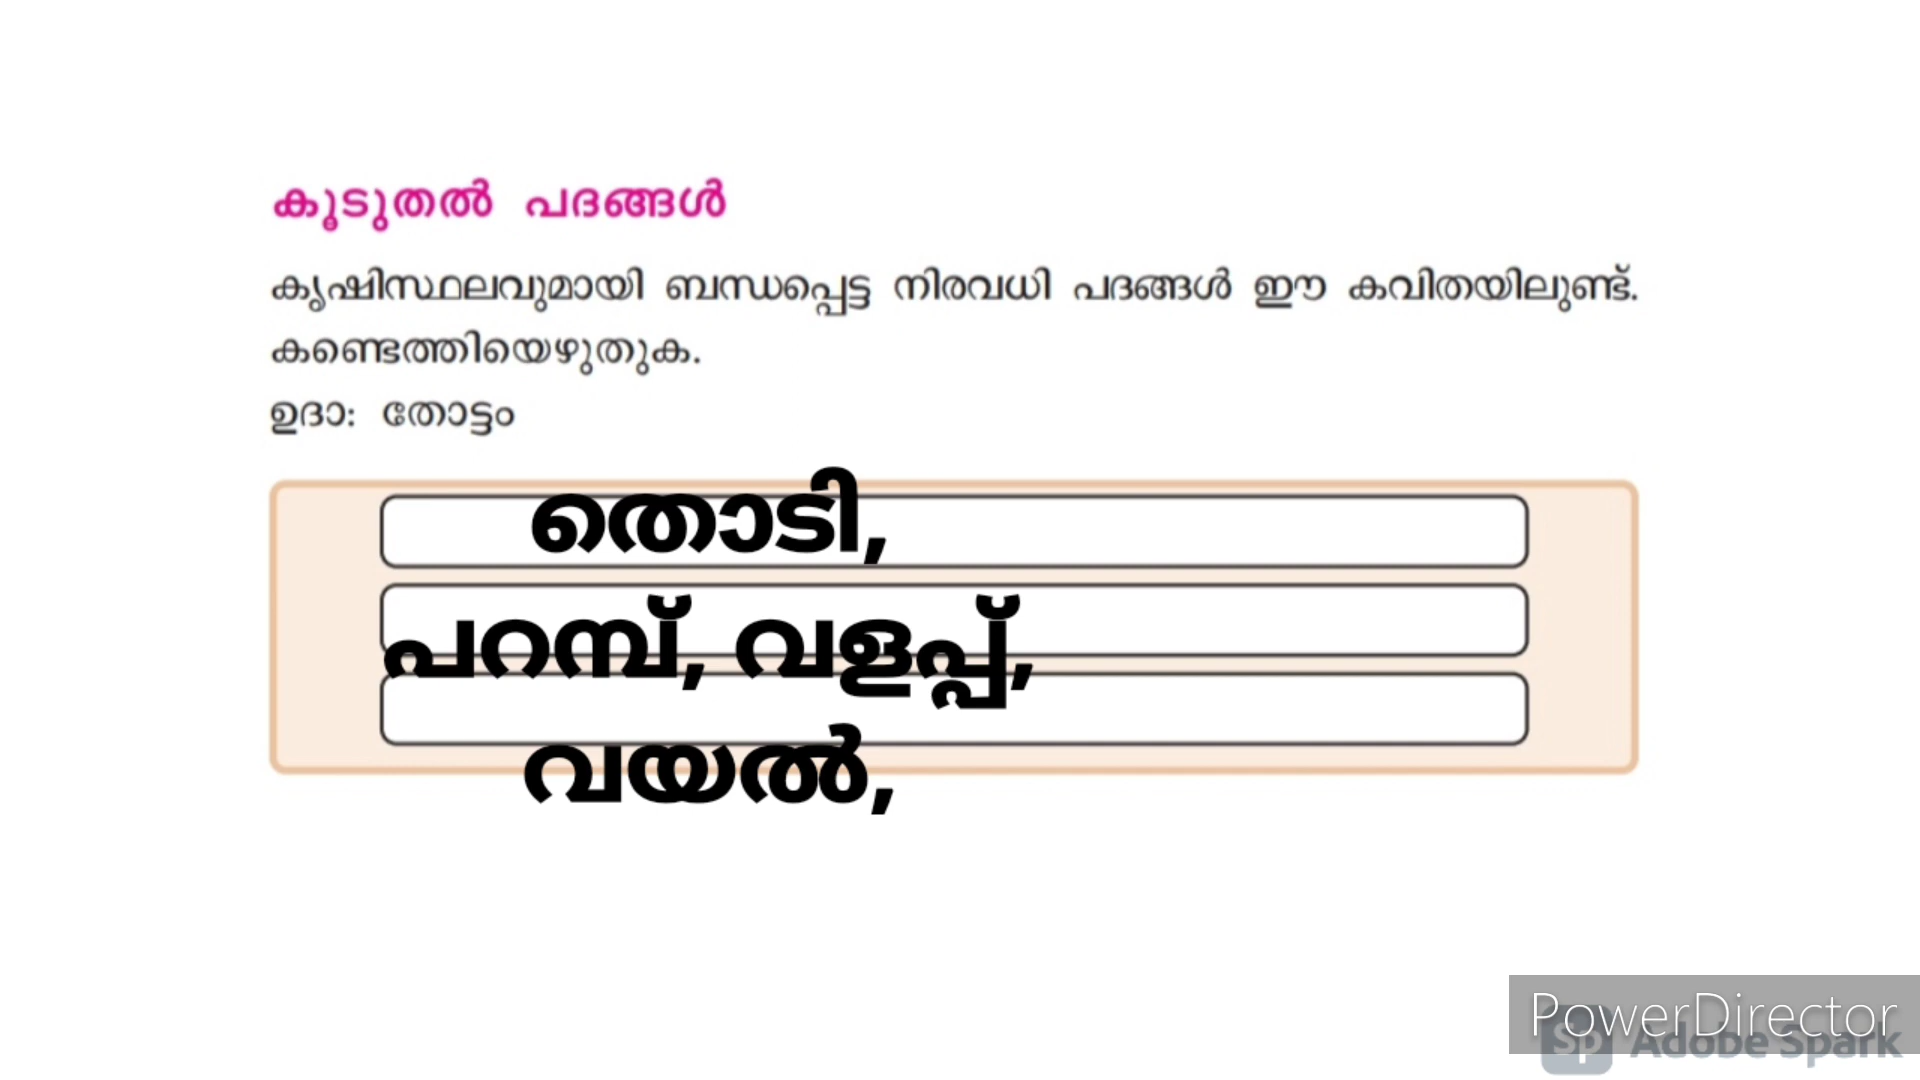 കൂടുതൽ പദങ്ങൾ
കൃഷിസ്ഥലവുമായി ബന്ധപ്പെട്ട നിരവധി പദങ്ങൾ ഈ കവിതയിലുണ്ട്.
കണ്ടെത്തിയെഴുതുക.
ഉദാ: തോട്ടം
തൊടി,
പറമ്പ്, വളപ്പ്,
വയൽ,
PowerDirector
Sp Adobe Spark